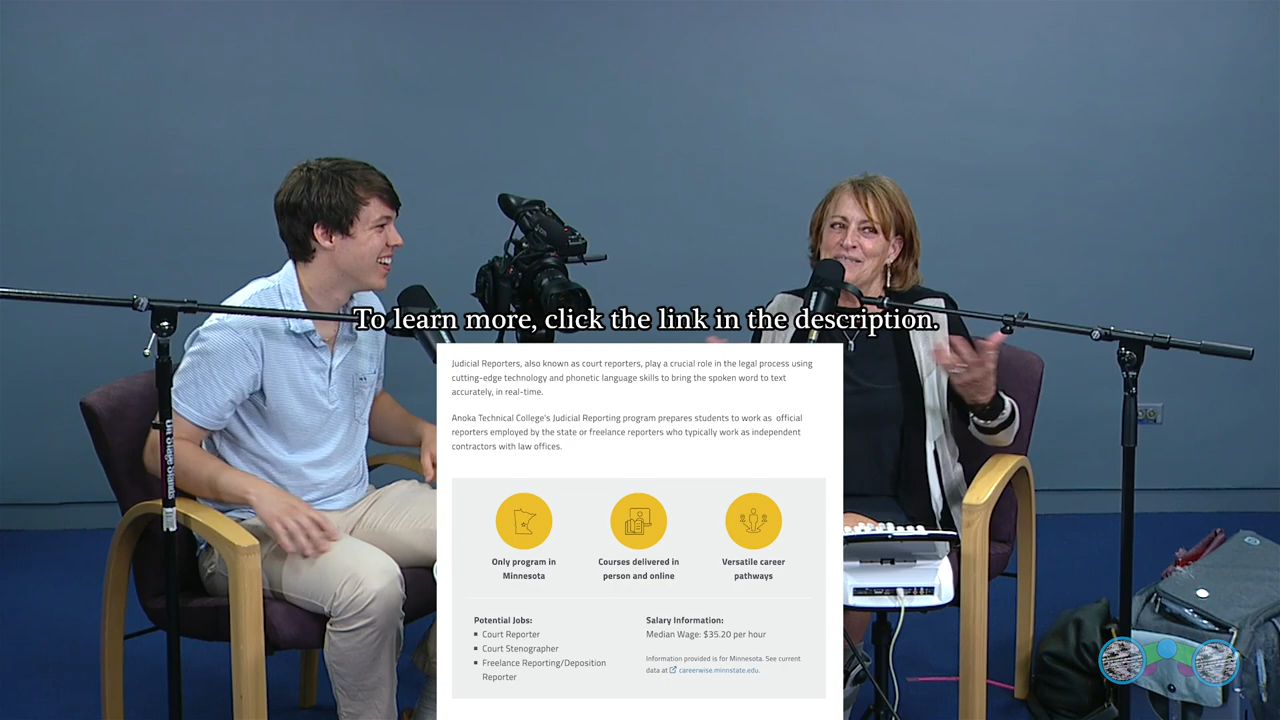 To learn more, click the link in the description.
Judicial Reporters, also known as court reporters, play a crucial role in the legal process using
cutting-edge technology and phonetic language skills to bring the spoken word to text
accurately, in real-time.
Anoka Technical College's Judicial Reporting program prepares students to work as official
reporters employed by the state or freelance reporters who typically work as independent
contractors with law offices.
Only program in
Minnesota
Courses delivered in
person and online
Versatile career
pathways
Potential Jobs:
Court Reporter
Court Stenographer
Freelance Reporting/Deposition
Reporter
Salary Information:
Median Wage: $35.20 per hour
Information provided is for Minnesota. See current
data at careerwise.minnstate.edu.
On Stage Stands